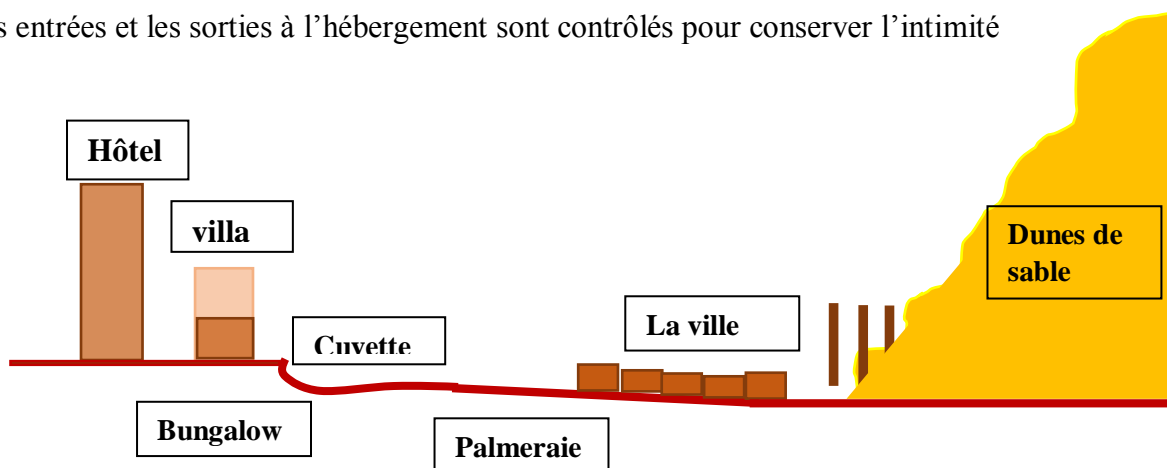 s entrées et les sorties à l’hébergement sont contrôlés pour conserver l’intimité
Hôtel
villa
Cuvette
La ville
Dunes de
sable
Bungalow
Palmeraie